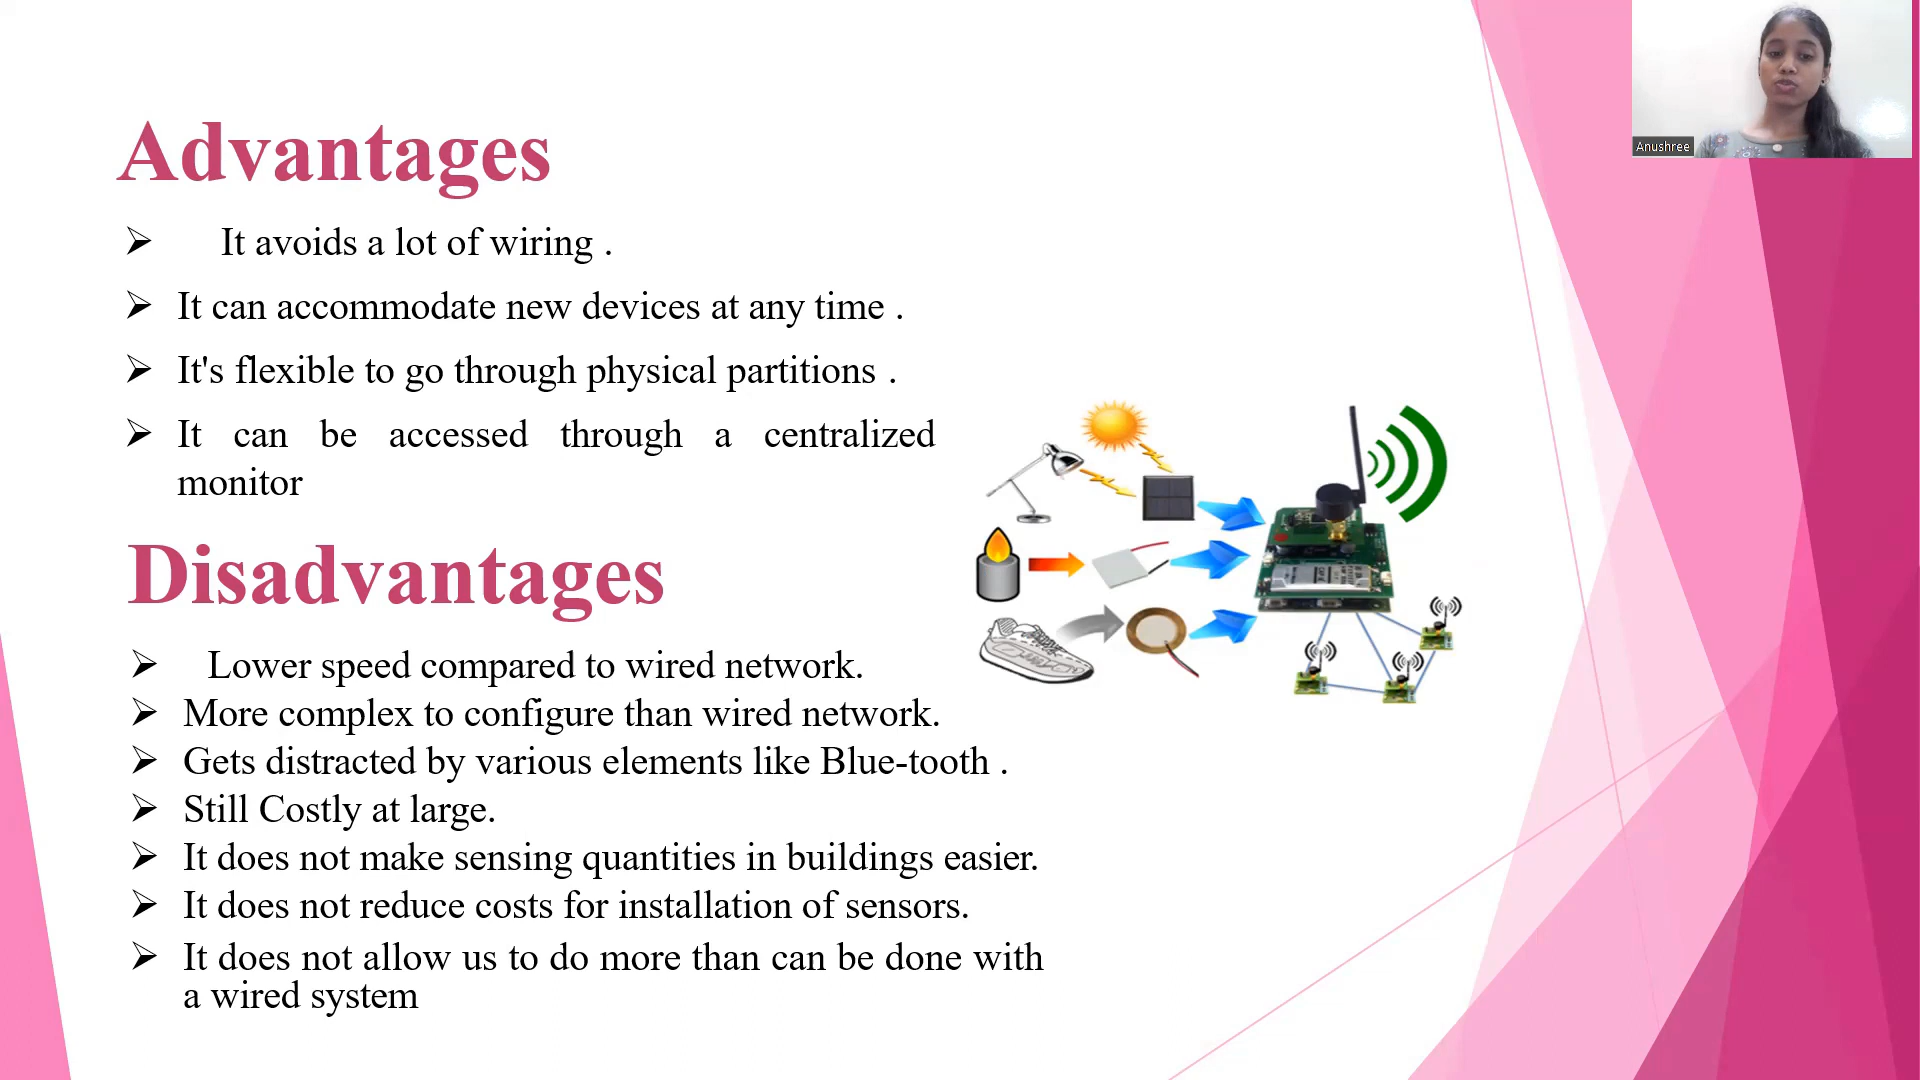 Anushree
Advantages
➢ It avoids a lot of wiring .
➢ It can accommodate new devices at any time .
➢ It's flexible to go through physical partitions .
➢ It can be accessed through a centralized
monitor
Disadvantages
➢ Lower speed compared to wired network.
➢ More complex to configure than wired network.
➢ Gets distracted by various elements like Blue-tooth .
➢ Still Costly at large.
➢ It does not make sensing quantities in buildings easier.
➢ It does not reduce costs for installation of sensors.
➢ It does not allow us to do more than can be done with
a wired system